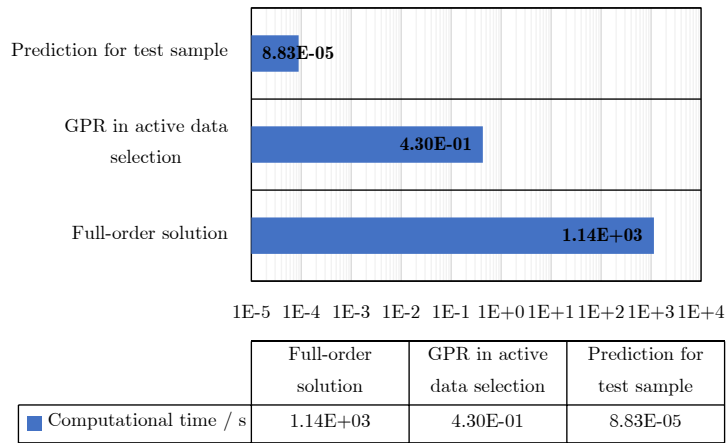 Prediction for test sample
8.83E-05
GPR in active data
selection
4.30E-01
Full-order solution
1.14E+03
1E-5 1E-4 1E-3 1E-2 1E-1 1E+0 1E+1 1E+2 1E+3 1E+4
Full-order
solution
GPR in active
data selection
Prediction for
test sample
Computational time / s
1.14E+03
4.30E-01
8.83E-05